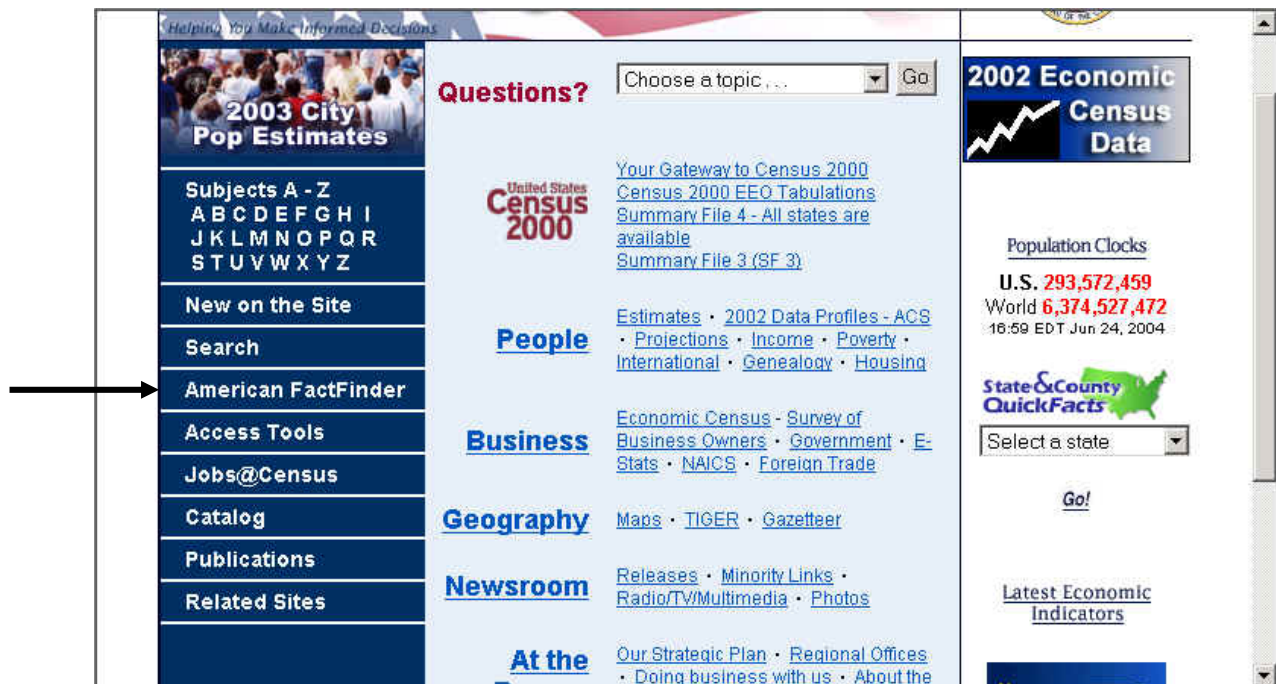 Helping You Make Informed Decisions
2003 City
Pop Estimates
Subjects A - Z
A B C D E F G H I
J K L M N O P Q R
S T U V W X Y Z
New on the Site
Search
American FactFinder
Access Tools
Jobs@Census
Catalog
Publications
Related Sites
Questions?
Choose a topic . . .
Go
United States
Census
2000
Your Gateway to Census 2000
Census 2000 EEO Tabulations
Summary File 4 - All states are
available
Summary File 3 (SF 3)
People
Estimates · 2002 Data Profiles - ACS
· Projections · Income · Poverty ·
International · Genealogy · Housing
Business
Economic Census - Survey of
Business Owners · Government · E-
Stats · NAICS · Foreign Trade
Geography
Maps · TIGER · Gazetteer
Newsroom
Releases · Minority Links ·
Radio/TV/Multimedia · Photos
At the
Our Strategic Plan · Regional Offices
· Doing business with us · About the
2002 Economic
Census
Data
Population Clocks
U.S. 293,572,459
World 6,374,527,472
16:59 EDT Jun 24, 2004
State & County
QuickFacts
Select a state
Go!
Latest Economic
Indicators